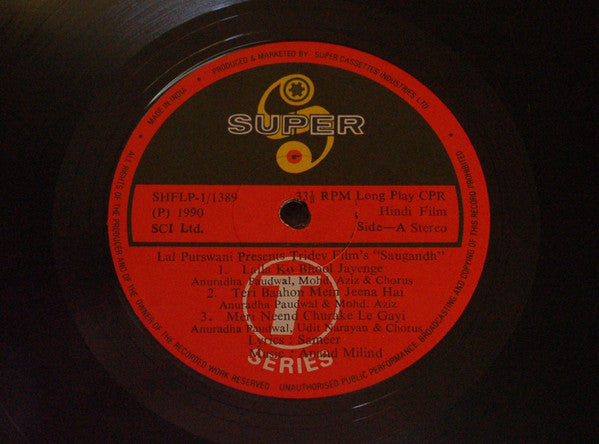 MADE IN INDIA • PRODUCED & MARKETED BY - SUPER CASSETTES INDUSTRIES LTD
SUPER
SHFLP-1/1389
33⅓ RPM Long Play CPR
(P) 1990
Hindi Film
SCI Ltd.
Side—A Stereo
Lal Purswani Presents Tridev Film's "Saugandh"
1. Laila Ko Bhool Jayenge
Anuradha Paudwal, Mohd. Aziz & Chorus
2. Teri Baahon Mein Jeena Hai
Anuradha Paudwal & Mohd. Aziz
3. Meri Neend Churake Le Gayi
Anuradha Paudwal, Udit Narayan & Chorus
Lyrics : Sameer
Music : Anand Milind
T
SERIES
ALL RIGHTS OF THE PRODUCER AND OF THE OWNER OF THE RECORDED WORK RESERVED UNAUTHORISED PUBLIC PERFORMANCE, BROADCASTING AND COPYING OF THIS RECORD PROHIBITED